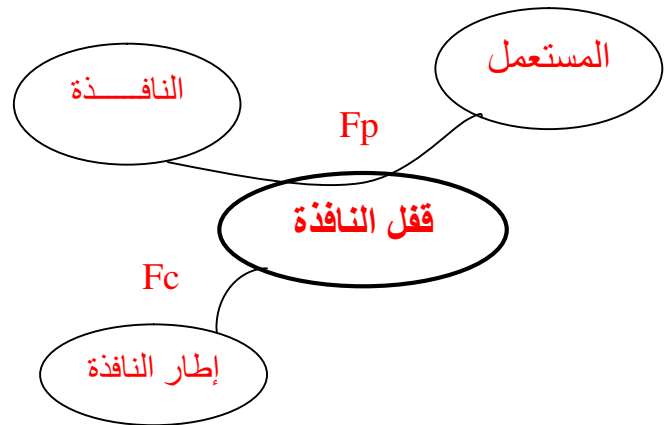 المستعمل
النافـــــذة
Fp
قفل النافذة
Fc
إطار النافذة